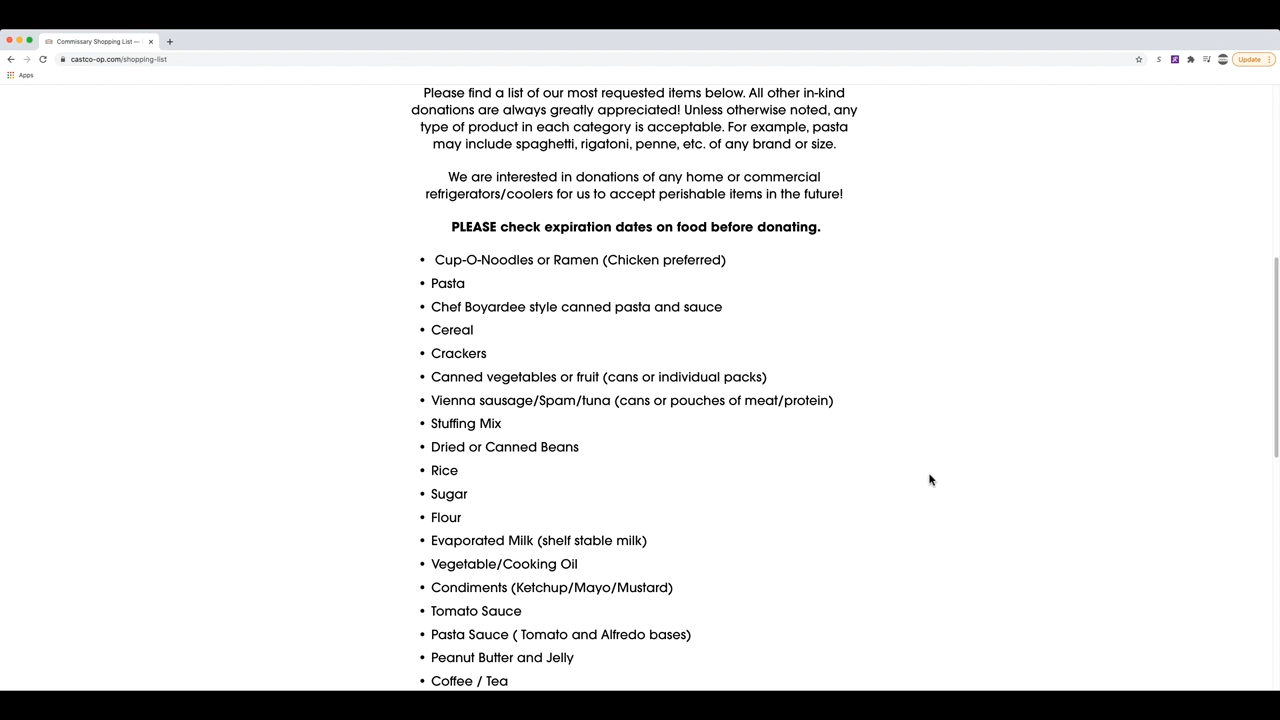 Commissary Shopping List —
castco-op.com/shopping-list
Update
Apps
Please find a list of our most requested items below. All other in-kind
donations are always greatly appreciated! Unless otherwise noted, any
type of product in each category is acceptable. For example, pasta
may include spaghetti, rigatoni, penne, etc. of any brand or size.
We are interested in donations of any home or commercial
refrigerators/coolers for us to accept perishable items in the future!
PLEASE check expiration dates on food before donating.
• Cup-O-Noodles or Ramen (Chicken preferred)
• Pasta
• Chef Boyardee style canned pasta and sauce
• Cereal
• Crackers
• Canned vegetables or fruit (cans or individual packs)
• Vienna sausage/Spam/tuna (cans or pouches of meat/protein)
• Stuffing Mix
• Dried or Canned Beans
• Rice
• Sugar
• Flour
• Evaporated Milk (shelf stable milk)
• Vegetable/Cooking Oil
• Condiments (Ketchup/Mayo/Mustard)
• Tomato Sauce
• Pasta Sauce ( Tomato and Alfredo bases)
• Peanut Butter and Jelly
• Coffee / Tea